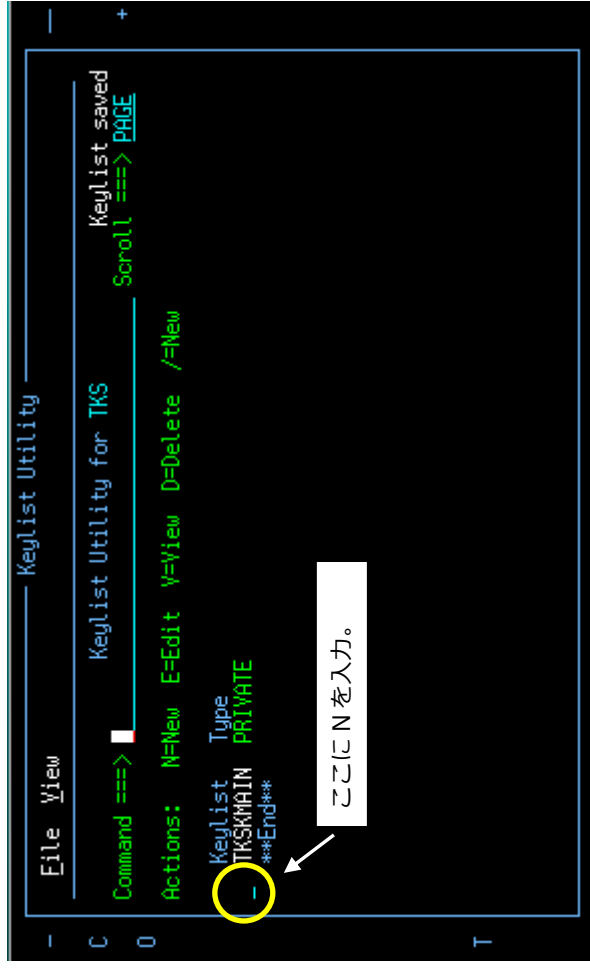 Keylist Utility
File View
Keylist Utility for TKS Keylist saved
Command ===> Scroll ===> PAGE
Actions: N=New E=Edit V=View D=Delete /=New
Keylist Type
_ TKSKMAIN PRIVATE
**End**
ここに N を入力。
C
O
T